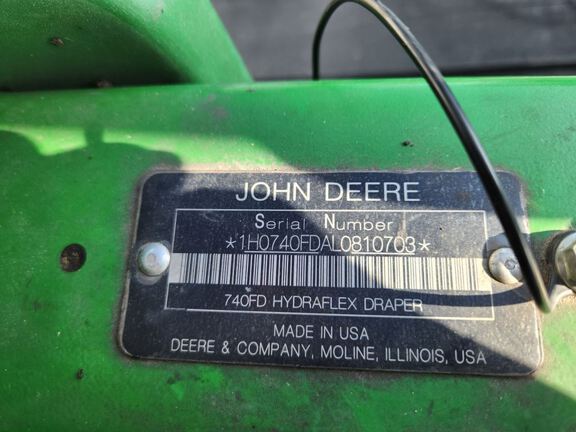 JOHN DEERE
Serial Number
*1H0740FDAL0810703*
740FD HYDRAFLEX DRAPER
MADE IN USA
DEERE & COMPANY, MOLINE, ILLINOIS, USA